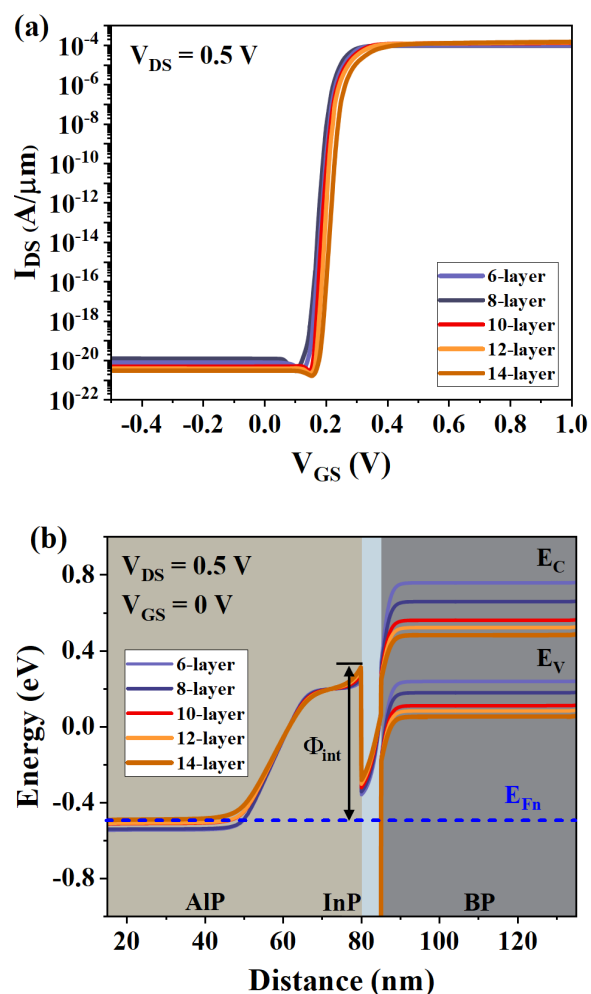 (a)
V_DS = 0.5 V
I_DS (A/μm)
10^-4
10^-6
10^-8
10^-10
10^-12
10^-14
10^-16
10^-18
10^-20
10^-22
6-layer
8-layer
10-layer
12-layer
14-layer
-0.4 -0.2 0.0 0.2 0.4 0.6 0.8 1.0
V_GS (V)
(b)
V_DS = 0.5 V
V_GS = 0 V
E_C
E_V
6-layer
8-layer
10-layer
12-layer
14-layer
Φ_int
E_Fn
Energy (eV)
0.8
0.4
0.0
-0.4
-0.8
AlP InP BP
20 40 60 80 100 120
Distance (nm)